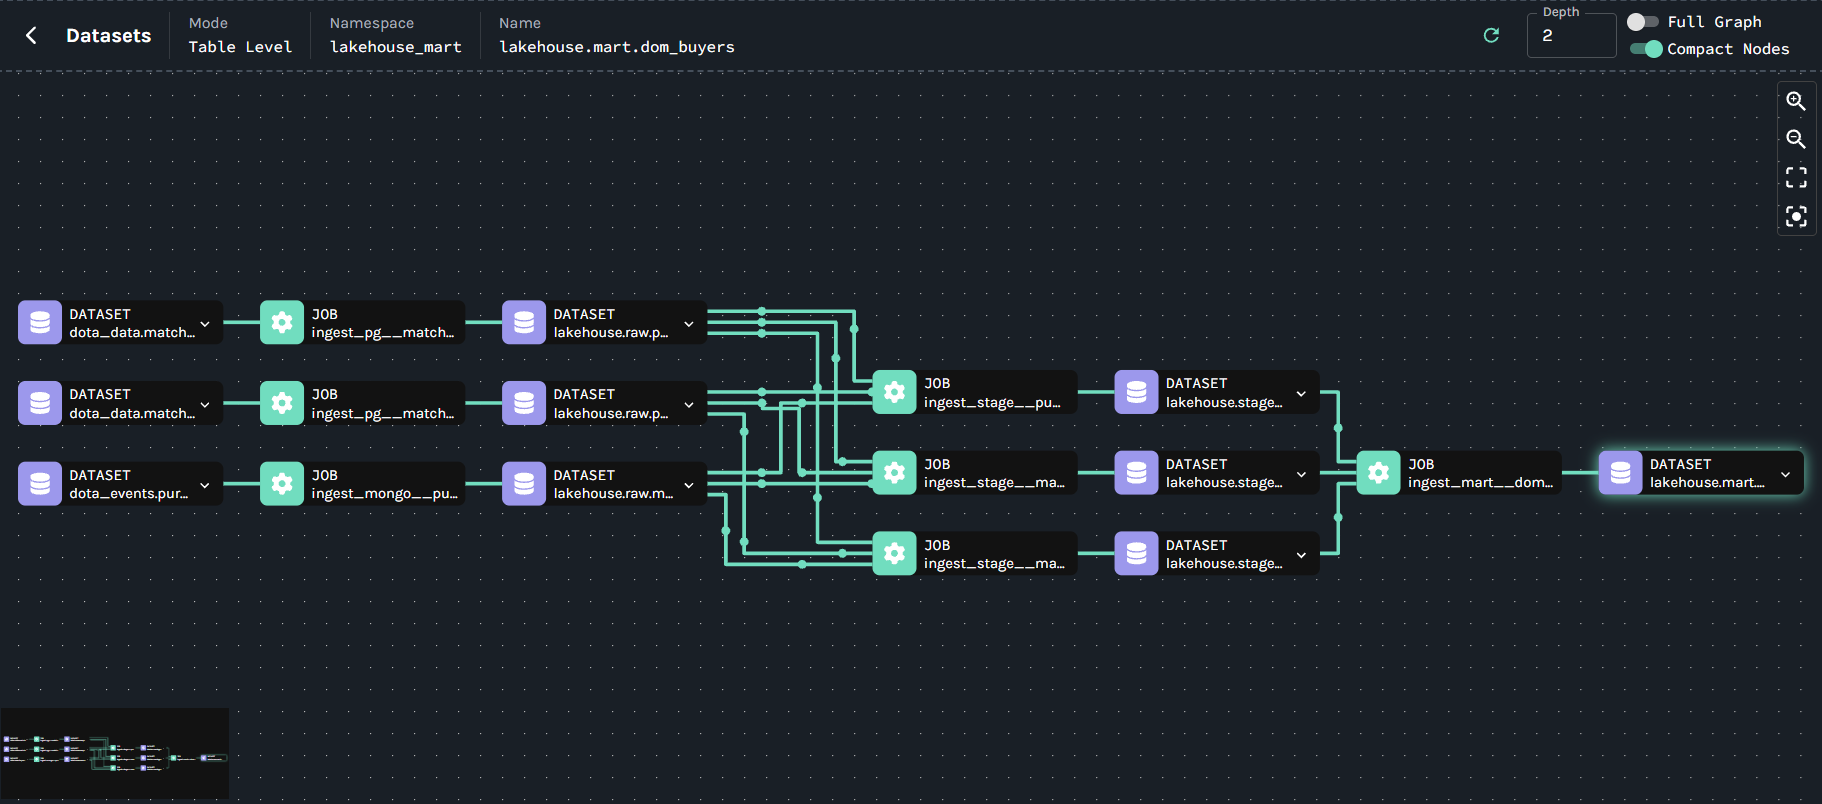 Datasets
Mode
Table Level
Namespace
lakehouse_mart
Name
lakehouse.mart.dom_buyers
Depth
2
Full Graph
Compact Nodes
DATASET
dota_data.match...
JOB
ingest_pg__match...
DATASET
lakehouse.raw.p...
DATASET
dota_data.match...
JOB
ingest_pg__match...
DATASET
lakehouse.raw.p...
DATASET
dota_events.pur...
JOB
ingest_mongo__pu...
DATASET
lakehouse.raw.m...
JOB
ingest_stage__pu...
DATASET
lakehouse.stage...
JOB
ingest_stage__ma...
DATASET
lakehouse.stage...
JOB
ingest_stage__ma...
DATASET
lakehouse.stage...
JOB
ingest_mart__dom...
DATASET
lakehouse.mart....